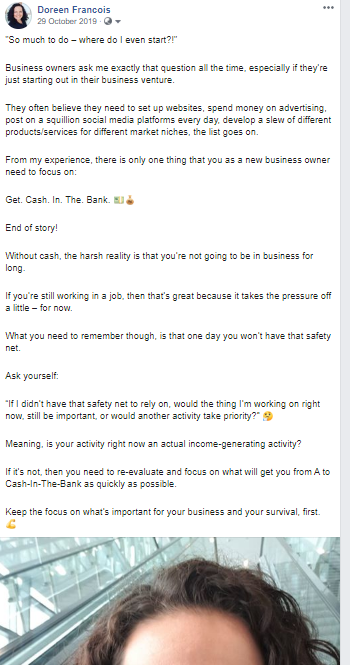 Doreen Francois
29 October 2019 ·
"So much to do – where do I even start?!"
Business owners ask me exactly that question all the time, especially if they're
just starting out in their business venture.
They often believe they need to set up websites, spend money on advertising,
post on a squillion social media platforms every day, develop a slew of different
products/services for different market niches, the list goes on.
From my experience, there is only one thing that you as a new business owner
need to focus on:
Get. Cash. In. The. Bank. 💵💰
End of story!
Without cash, the harsh reality is that you're not going to be in business for
long.
If you're still working in a job, then that's great because it takes the pressure off
a little – for now.
What you need to remember though, is that one day you won't have that safety
net.
Ask yourself:
"If I didn't have that safety net to rely on, would the thing I'm working on right
now, still be important, or would another activity take priority?" 🤔
Meaning, is your activity right now an actual income-generating activity?
If it's not, then you need to re-evaluate and focus on what will get you from A to
Cash-In-The-Bank as quickly as possible.
Keep the focus on what's important for your business and your survival, first.
💪